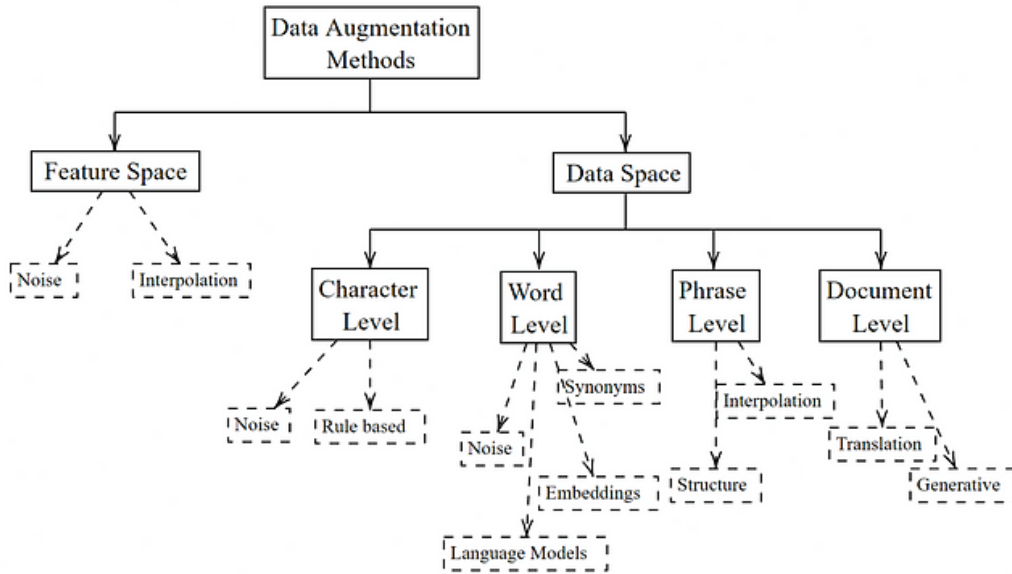 Data Augmentation
Methods
Feature Space
Data Space
Noise
Interpolation
Character
Level
Word
Level
Phrase
Level
Document
Level
Noise
Rule based
Synonyms
Noise
Embeddings
Language Models
Interpolation
Structure
Translation
Generative